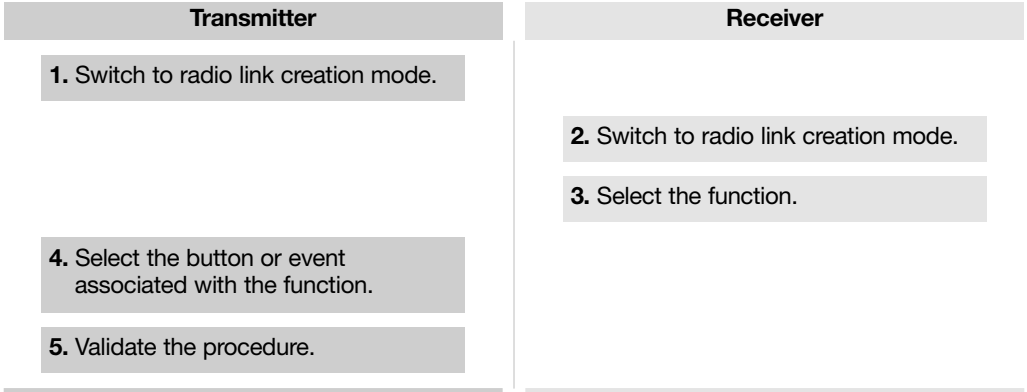 Transmitter
Receiver
1. Switch to radio link creation mode.
2. Switch to radio link creation mode.
3. Select the function.
4. Select the button or event
associated with the function.
5. Validate the procedure.